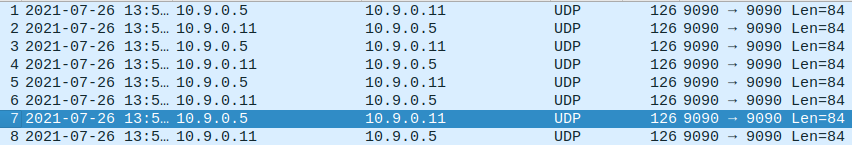 1 2021-07-26 13:5… 10.9.0.5 10.9.0.11 UDP 126 9090 → 9090 Len=84
2 2021-07-26 13:5… 10.9.0.11 10.9.0.5 UDP 126 9090 → 9090 Len=84
3 2021-07-26 13:5… 10.9.0.5 10.9.0.11 UDP 126 9090 → 9090 Len=84
4 2021-07-26 13:5… 10.9.0.11 10.9.0.5 UDP 126 9090 → 9090 Len=84
5 2021-07-26 13:5… 10.9.0.5 10.9.0.11 UDP 126 9090 → 9090 Len=84
6 2021-07-26 13:5… 10.9.0.11 10.9.0.5 UDP 126 9090 → 9090 Len=84
7 2021-07-26 13:5… 10.9.0.5 10.9.0.11 UDP 126 9090 → 9090 Len=84
8 2021-07-26 13:5… 10.9.0.11 10.9.0.5 UDP 126 9090 → 9090 Len=84